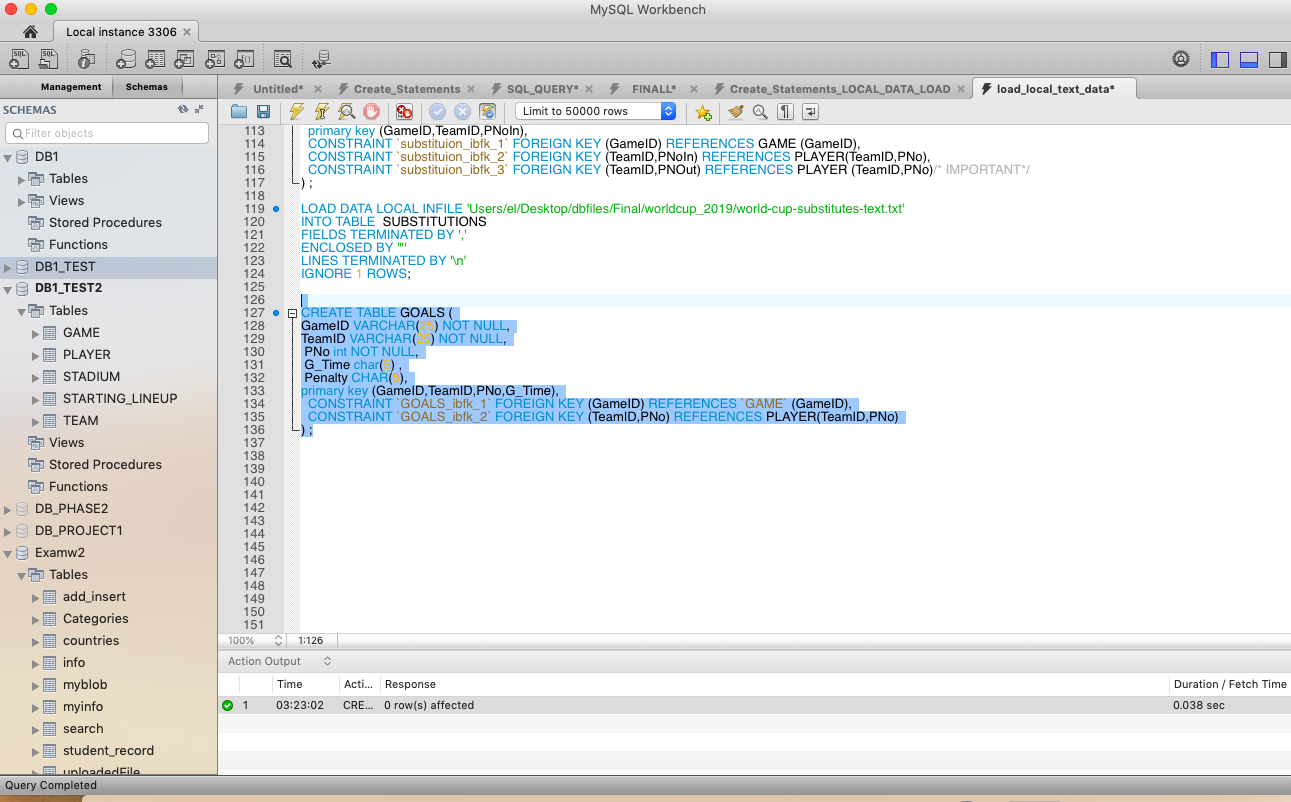 MySQL Workbench
Local instance 3306
Management Schemas
Untitled* Create_Statements SQL_QUERY* FINALL* Create_Statements_LOCAL_DATA_LOAD load_local_text_data*
SCHEMAS
Filter objects
Limit to 50000 rows
DB1
Tables
Views
Stored Procedures
Functions
DB1_TEST
DB1_TEST2
Tables
GAME
PLAYER
STADIUM
STARTING_LINEUP
TEAM
Views
Stored Procedures
Functions
DB_PHASE2
DB_PROJECT1
Examw2
Tables
add_insert
Categories
countries
info
myblob
myinfo
search
student_record
uploadedFile
113 primary key (GameID,TeamID,PNoIn),
114 CONSTRAINT `substituion_ibfk_1` FOREIGN KEY (GameID) REFERENCES GAME (GameID),
115 CONSTRAINT `substituion_ibfk_2` FOREIGN KEY (TeamID,PNoIn) REFERENCES PLAYER(TeamID,PNo),
116 CONSTRAINT `substituion_ibfk_3` FOREIGN KEY (TeamID,PNOut) REFERENCES PLAYER (TeamID,PNo)/* IMPORTANT*/
117 ) ;
118
119 LOAD DATA LOCAL INFILE 'Users/el/Desktop/dbfiles/Final/worldcup_2019/world-cup-substitutes-text.txt'
120 INTO TABLE SUBSTITUTIONS
121 FIELDS TERMINATED BY ','
122 ENCLOSED BY '"'
123 LINES TERMINATED BY '\n'
124 IGNORE 1 ROWS;
125
126
127 CREATE TABLE GOALS (
128 GameID VARCHAR(25) NOT NULL,
129 TeamID VARCHAR(25) NOT NULL,
130 PNo int NOT NULL,
131 G_Time char(5) ,
132 Penalty CHAR(5),
133 primary key (GameID,TeamID,PNo,G_Time),
134 CONSTRAINT `GOALS_ibfk_1` FOREIGN KEY (GameID) REFERENCES `GAME` (GameID),
135 CONSTRAINT `GOALS_ibfk_2` FOREIGN KEY (TeamID,PNo) REFERENCES PLAYER(TeamID,PNo)
136 ) ;
137
138
139
140
141
142
143
144
145
146
147
148
149
150
151
100% 1:126
Action Output
Time Acti... Response Duration / Fetch Time
1 03:23:02 CRE... 0 row(s) affected 0.038 sec
Query Completed